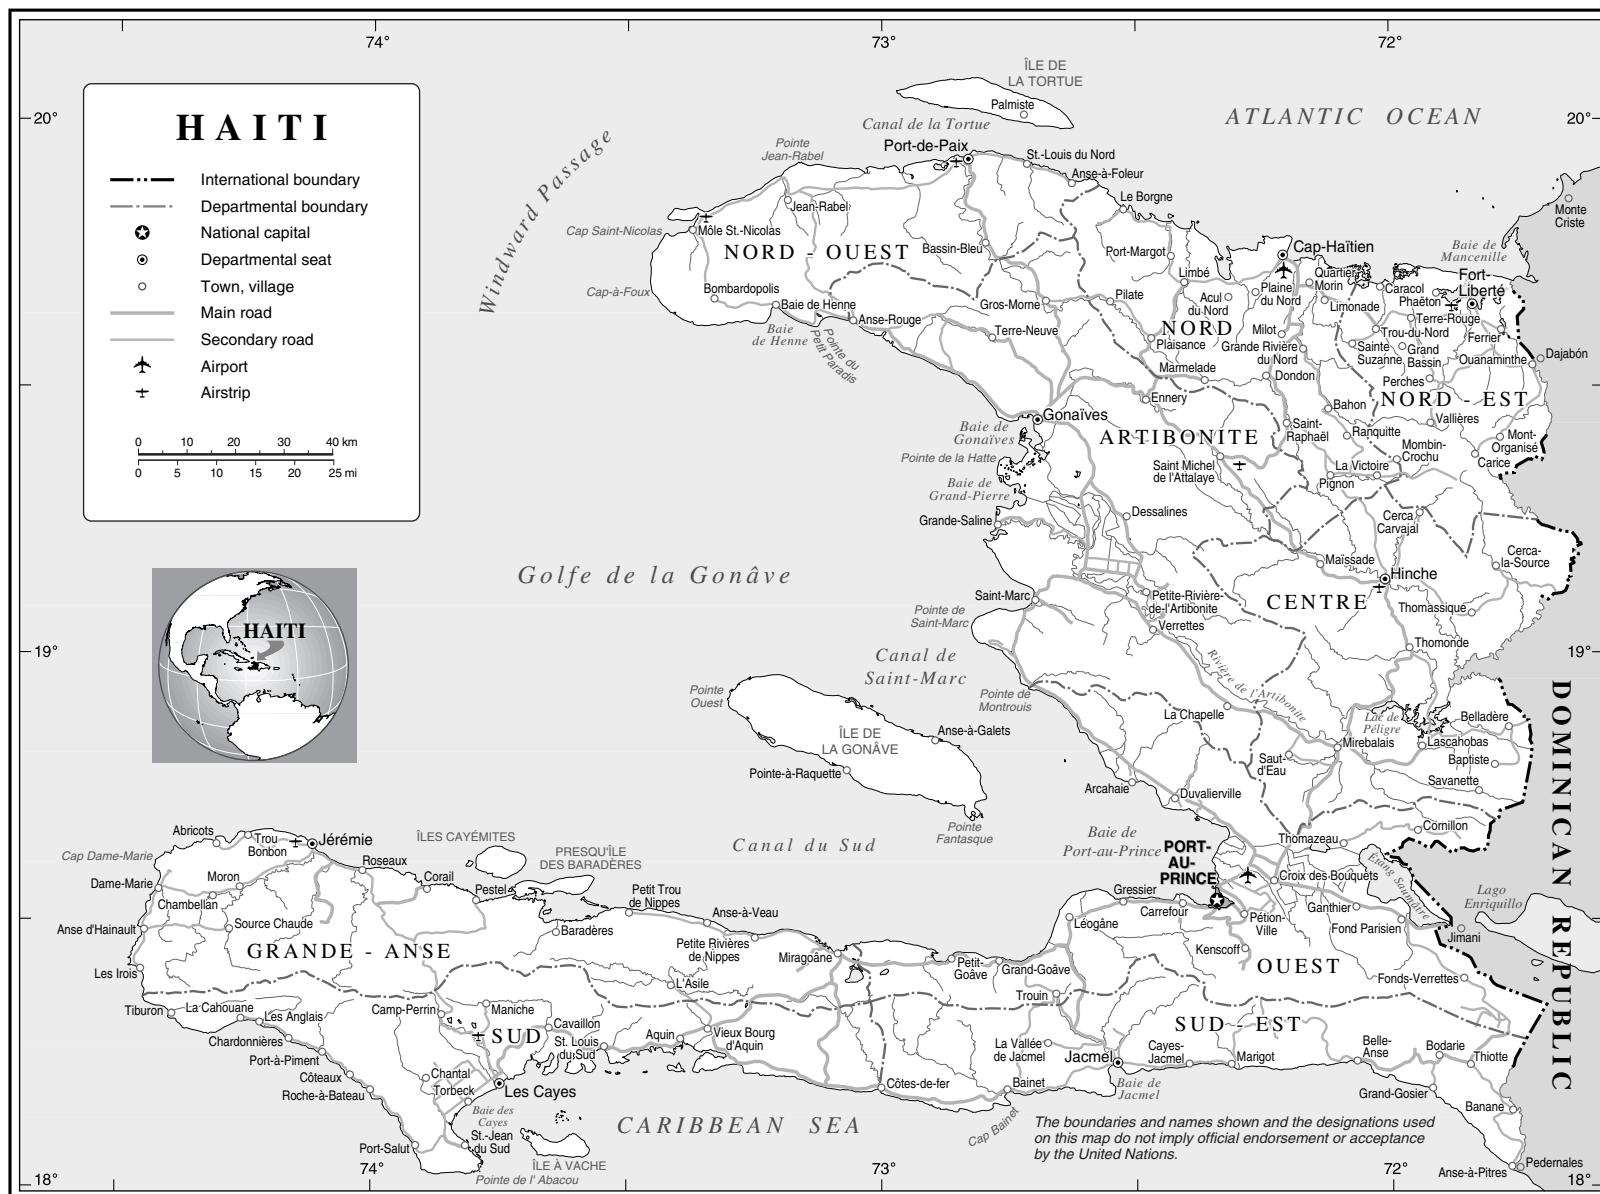 74°
73°
72°
20°
20°
19°
19°
18°
18°
74°
73°
72°
HAITI
International boundary
Departmental boundary
National capital
Departmental seat
Town, village
Main road
Secondary road
Airport
Airstrip
0 10 20 30 40 km
0 5 10 15 20 25 mi
HAITI
ÎLE DE
LA TORTUE
Palmiste
ATLANTIC OCEAN
Canal de la Tortue
Windward Passage
Pointe
Jean-Rabel
Port-de-Paix
St.-Louis du Nord
Anse-à-Foleur
Le Borgne
Monte
Criste
Jean-Rabel
Cap Saint-Nicolas
Môle St.-Nicolas
NORD - OUEST
Bassin-Bleu
Port-Margot
Cap-Haïtien
Baie de
Mancenille
Fort-
Liberté
Limbé
Quartier
Morin
Caracol
Phaëton
Cap-à-Foux
Bombardopolis
Baie de Henne
Anse-Rouge
Gros-Morne
Pilate
Acul
du Nord
Plaine
du Nord
Limonade
Terre-Rouge
Trou-du-Nord
Ferrier
Baie
de Henne
Pointe du
Petit Paradis
Terre-Neuve
NORD
Plaisance
Milot
Grande Rivière
du Nord
Sainte
Suzanne
Grand
Bassin
Ouanaminthe
Dajabón
Marmelade
Dondon
Perches
NORD - EST
Ennery
Bahon
Vallières
Gonaïves
Baie de
Gonaïves
ARTIBONITE
Saint-
Raphaël
Ranquitte
Mombin-
Crochu
Mont-
Organisé
Carice
Pointe de la Hatte
Saint Michel
de l'Attalaye
La Victoire
Pignon
Baie de
Grand-Pierre
Grande-Saline
Dessalines
Cerca
Carvajal
Golfe de la Gonâve
Maïssade
Hinche
Cerca-
la-Source
Saint-Marc
Petite-Rivière-
de-l'Artibonite
CENTRE
Thomassique
Pointe de
Saint-Marc
Verrettes
Thomonde
Canal de
Saint-Marc
Rivière de l'Artibonite
Pointe
Ouest
Pointe de
Montrouis
La Chapelle
Lac de
Péligre
Belladère
ÎLE DE
LA GONÂVE
Anse-à-Galets
Mirebalais
Lascahobas
Baptiste
Pointe-à-Raquette
Saut-
d'Eau
Savanette
Arcahaie
Duvalierville
Pointe
Fantasque
Cornillon
Thomazeau
Baie de
Port-au-Prince
PORT-
AU-
PRINCE
Canal du Sud
Étang Saumâtre
Croix des Bouquets
Lago
Enriquillo
Abricots
Trou
Bonbon
Jérémie
ÎLES CAYÉMITES
PRESQU'ÎLE
DES BARADÈRES
Cap Dame-Marie
Roseaux
Dame-Marie
Moron
Corail
Pestel
Petit Trou
de Nippes
Chambellan
Anse-à-Veau
Gressier
Carrefour
Pétion-
Ville
Ganthier
Anse d'Hainault
Source Chaude
Baradères
Léogâne
Fond Parisien
Jimani
GRANDE - ANSE
Petite Rivières
de Nippes
Miragoâne
Petit-
Goâve
Grand-Goâve
Kenscoff
OUEST
Les Irois
Fonds-Verrettes
L'Asile
Trouin
Tiburon
La Cahouane
Les Anglais
Camp-Perrin
Maniche
Cavaillon
SUD
St. Louis
du Sud
Aquin
Vieux Bourg
d'Aquin
SUD - EST
Chardonnières
La Vallée
de Jacmel
Jacmel
Cayes-
Jacmel
Marigot
Belle-
Anse
Bodarie
Thiotte
Port-à-Piment
Côteaux
Roche-à-Bateau
Chantal
Torbeck
Les Cayes
Côtes-de-fer
Bainet
Baie de
Jacmel
Grand-Gosier
Banane
Baie des
Cayes
CARIBBEAN SEA
Cap Bainet
Port-Salut
St.-Jean
du Sud
ÎLE À VACHE
Pointe de l' Abacou
Anse-à-Pitres
Pedernales
DOMINICAN REPUBLIC
The boundaries and names shown and the designations used
on this map do not imply official endorsement or acceptance
by the United Nations.